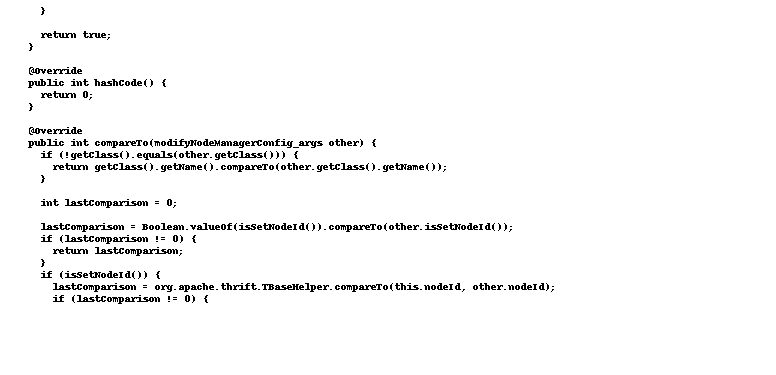 }
return true;
}
@Override
public int hashCode() {
return 0;
}
@Override
public int compareTo(modifyNodeManagerConfig_args other) {
if (!getClass().equals(other.getClass())) {
return getClass().getName().compareTo(other.getClass().getName());
}
int lastComparison = 0;
lastComparison = Boolean.valueOf(isSetNodeId()).compareTo(other.isSetNodeId());
if (lastComparison != 0) {
return lastComparison;
}
if (isSetNodeId()) {
lastComparison = org.apache.thrift.TBaseHelper.compareTo(this.nodeId, other.nodeId);
if (lastComparison != 0) {